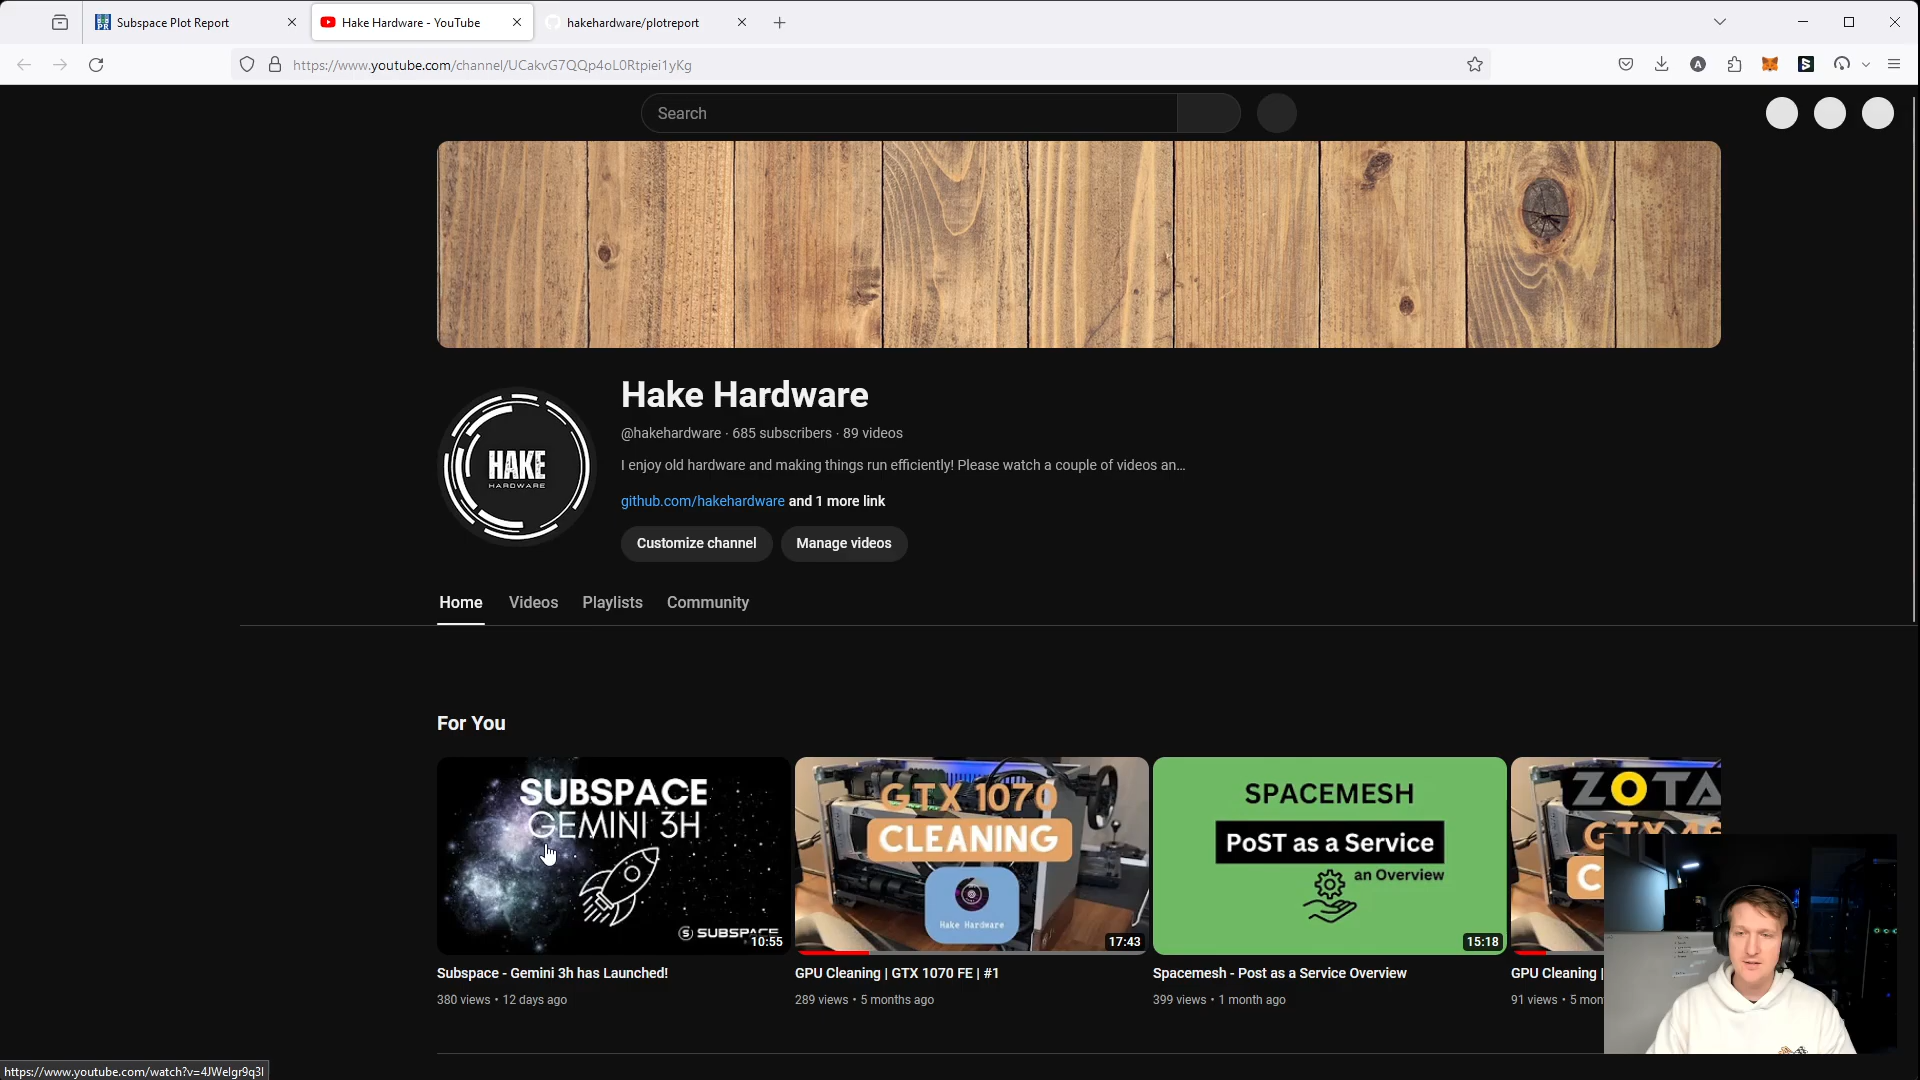 Subspace Plot Report
Hake Hardware - YouTube
hakehardware/plotreport
https://www.youtube.com/channel/UCakvG7QQp4oL0Rtpiei1yKg
Search
HAKE
HARDWARE
Hake Hardware
@hakehardware · 685 subscribers · 89 videos
I enjoy old hardware and making things run efficiently! Please watch a couple of videos an...
github.com/hakehardware and 1 more link
Customize channel
Manage videos
Home
Videos
Playlists
Community
For You
SUBSPACE
GEMINI 3H
SUBSPACE
10:55
Subspace - Gemini 3h has Launched!
380 views • 12 days ago
GTX 1070
CLEANING
Hake Hardware
17:43
GPU Cleaning | GTX 1070 FE | #1
289 views • 5 months ago
SPACEMESH
PoST as a Service
an Overview
15:18
Spacemesh - Post as a Service Overview
399 views • 1 month ago
ZOTA
GPU Cleaning |
91 views • 5 mon
https://www.youtube.com/watch?v=4JWelgr9q3I